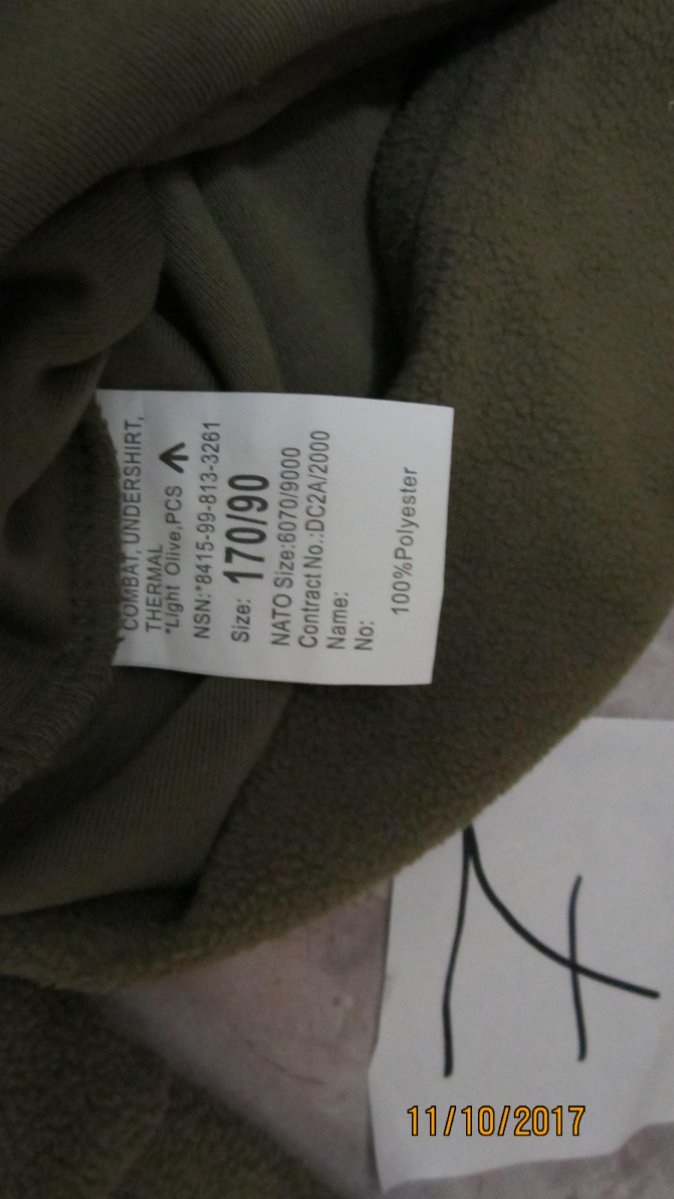 COMBAT, UNDERSHIRT,
THERMAL
*Light Olive,PCS
NSN:*8415-99-813-3261
Size: 170/90
NATO Size:6070/9000
Contract No.:DC2A/2000
Name:
No:
100%Polyester
7
11/10/2017